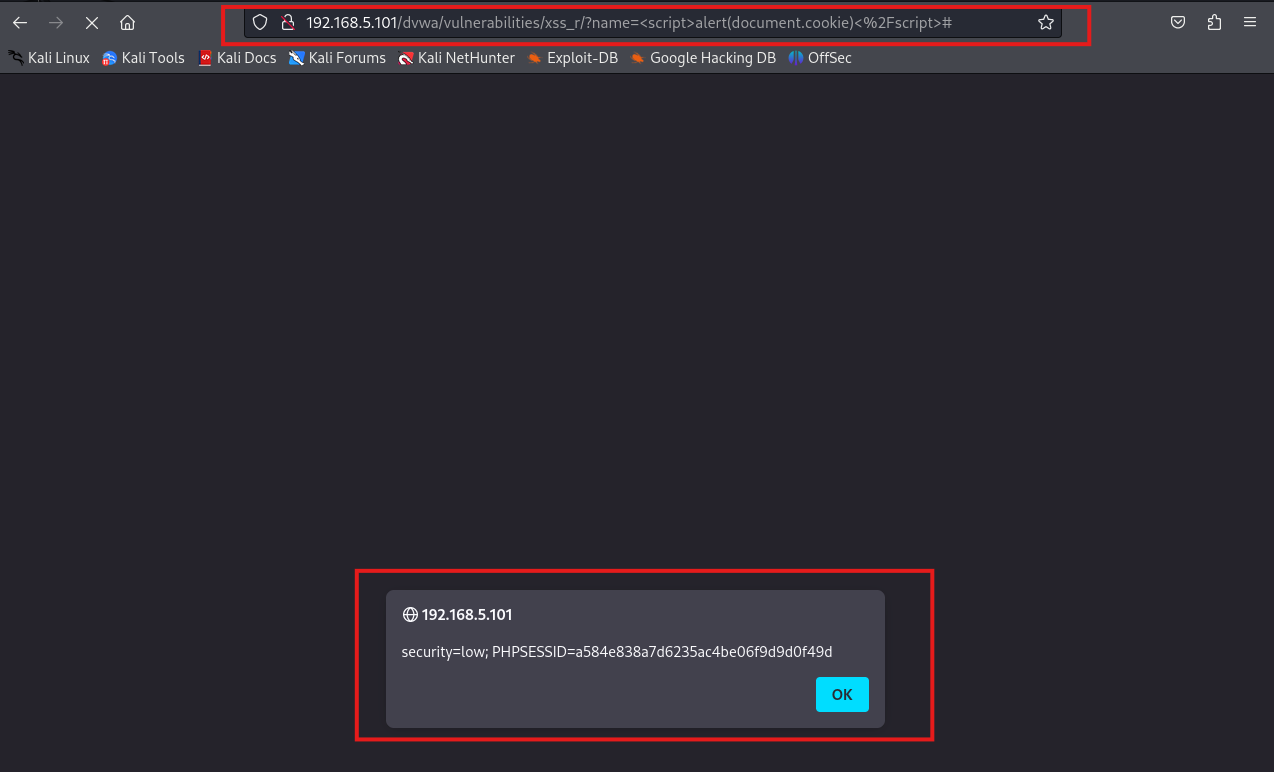 192.168.5.101/dvwa/vulnerabilities/xss_r/?name=<script>alert(document.cookie)<%2Fscript>#
Kali Linux Kali Tools Kali Docs Kali Forums Kali NetHunter Exploit-DB Google Hacking DB OffSec
192.168.5.101
security=low; PHPSESSID=a584e838a7d6235ac4be06f9d9d0f49d
OK